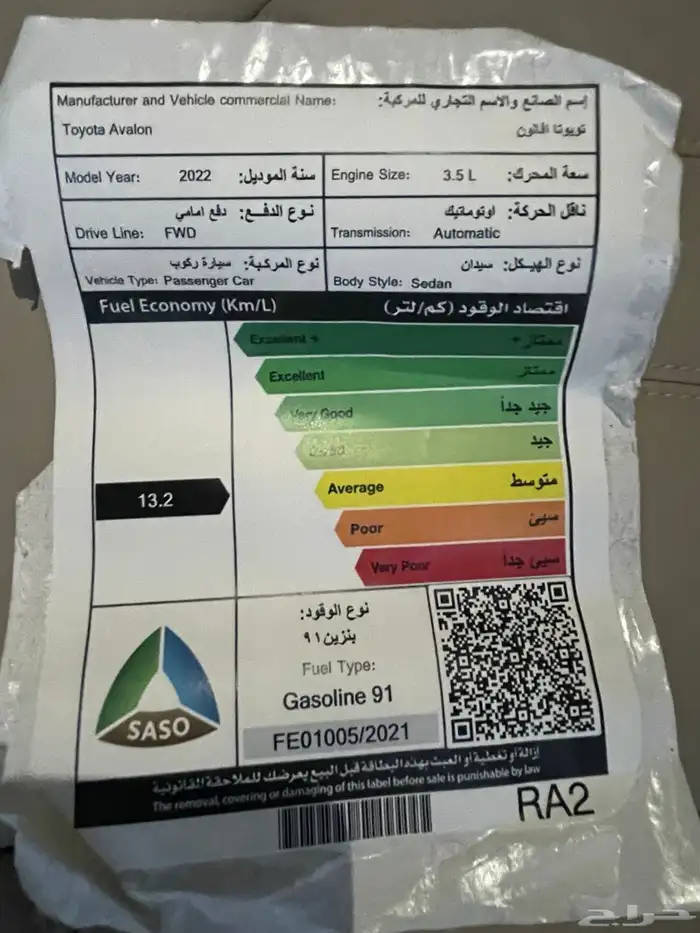 Manufacturer and Vehicle commercial Name: إسم الصانع والاسم التجاري للمركبة:
Toyota Avalon تويوتا افالون
Model Year: 2022 سنة الموديل:
Engine Size: 3.5 L سعة المحرك:
نوع الدفع: دفع امامي
Drive Line: FWD
ناقل الحركة: اوتوماتيك
Transmission: Automatic
نوع المركبة: سيارة ركوب
Vehicle Type: Passenger Car
نوع الهيكل: سيدان
Body Style: Sedan
Fuel Economy (Km/L) اقتصاد الوقود (كم/لتر)
Excellent + ممتاز +
Excellent ممتاز
Very Good جيد جداً
Good جيد
Average متوسط
13.2
Poor سيئ
Very Poor سيئ جداً
نوع الوقود:
بنزين ٩١
Fuel Type:
Gasoline 91
FE01005/2021
SASO
إزالة أو تغطية أو العبث بهذه البطاقة قبل البيع يعرضك للملاحقة القانونية
The removal, covering or damaging of this label before sale is punishable by law
RA2
حراج